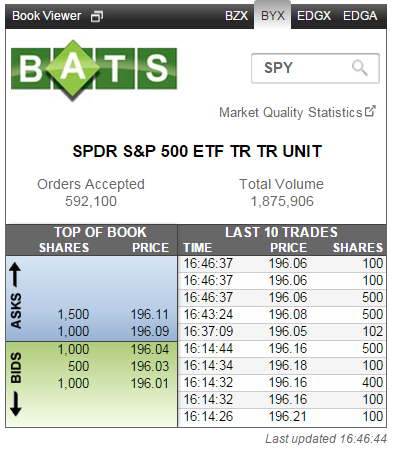 Book Viewer BZX BYX EDGX EDGA
BATS SPY
Market Quality Statistics
SPDR S&P 500 ETF TR TR UNIT
Orders Accepted Total Volume
592,100 1,875,906
TOP OF BOOK LAST 10 TRADES
SHARES PRICE TIME PRICE SHARES
16:46:37 196.06 100
16:46:37 196.06 100
ASKS 16:46:37 196.06 500
1,500 196.11 16:43:24 196.08 500
1,000 196.09 16:37:09 196.05 102
BIDS 1,000 196.04 16:14:44 196.16 500
500 196.03 16:14:34 196.18 100
1,000 196.01 16:14:32 196.16 400
16:14:32 196.16 100
16:14:26 196.21 100
Last updated 16:46:44